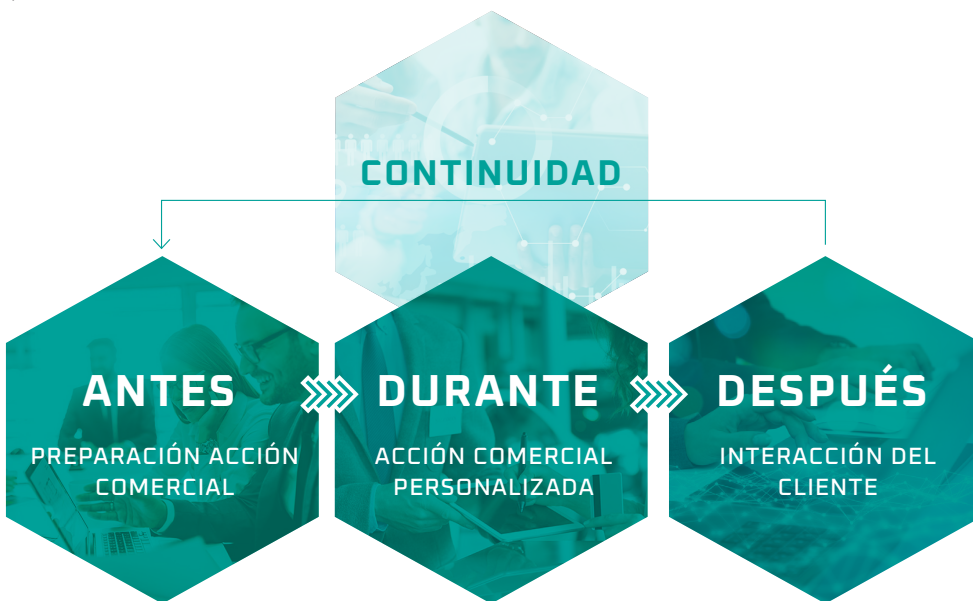 CONTINUIDAD
ANTES
DURANTE
DESPUÉS
PREPARACIÓN ACCIÓN
COMERCIAL
ACCIÓN COMERCIAL
PERSONALIZADA
INTERACCIÓN DEL
CLIENTE